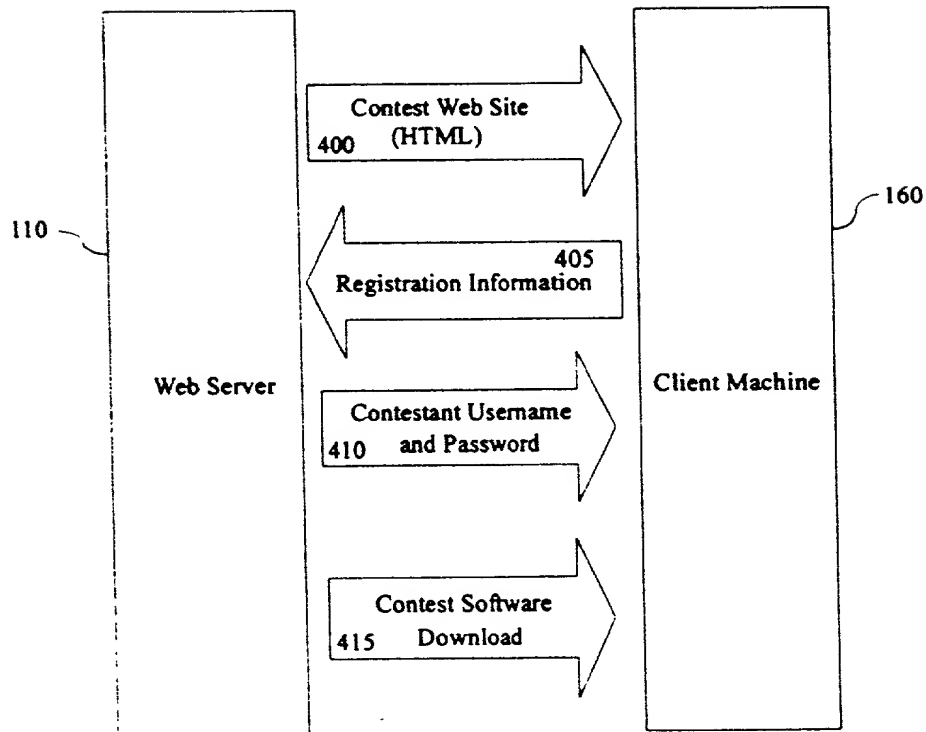 Contest Web Site
(HTML)
400
160
110
405
Registration Information
Web Server
Client Machine
Contestant Username
and Password
410
Contest Software
Download
415